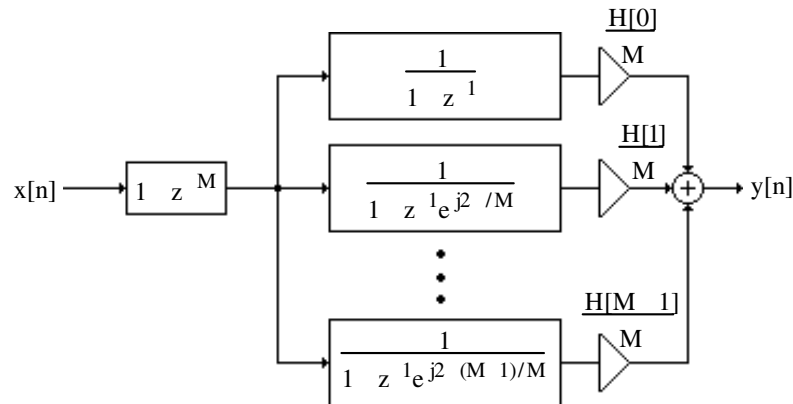 H[0]
M
1
1 z 1
H[1]
M
x[n]
1 z M
1
1 z 1e j2 /M
y[n]
H[M 1]
M
1
1 z 1e j2 (M 1)/M